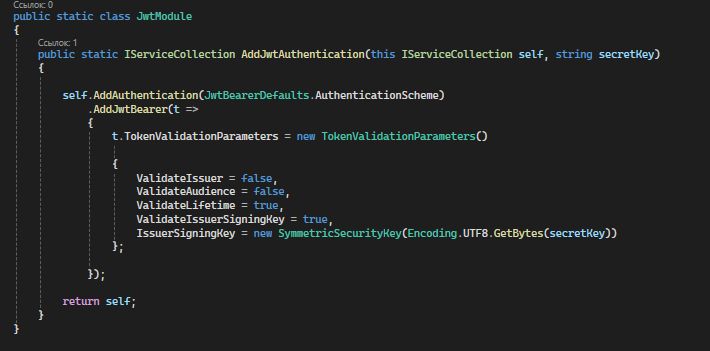 Ссылок: 0
public static class JwtModule
{
Ссылок: 1
public static IServiceCollection AddJwtAuthentication(this IServiceCollection self, string secretKey)
{
self.AddAuthentication(JwtBearerDefaults.AuthenticationScheme)
.AddJwtBearer(t =>
{
t.TokenValidationParameters = new TokenValidationParameters()
{
ValidateIssuer = false,
ValidateAudience = false,
ValidateLifetime = true,
ValidateIssuerSigningKey = true,
IssuerSigningKey = new SymmetricSecurityKey(Encoding.UTF8.GetBytes(secretKey))
};
});
return self;
}
}